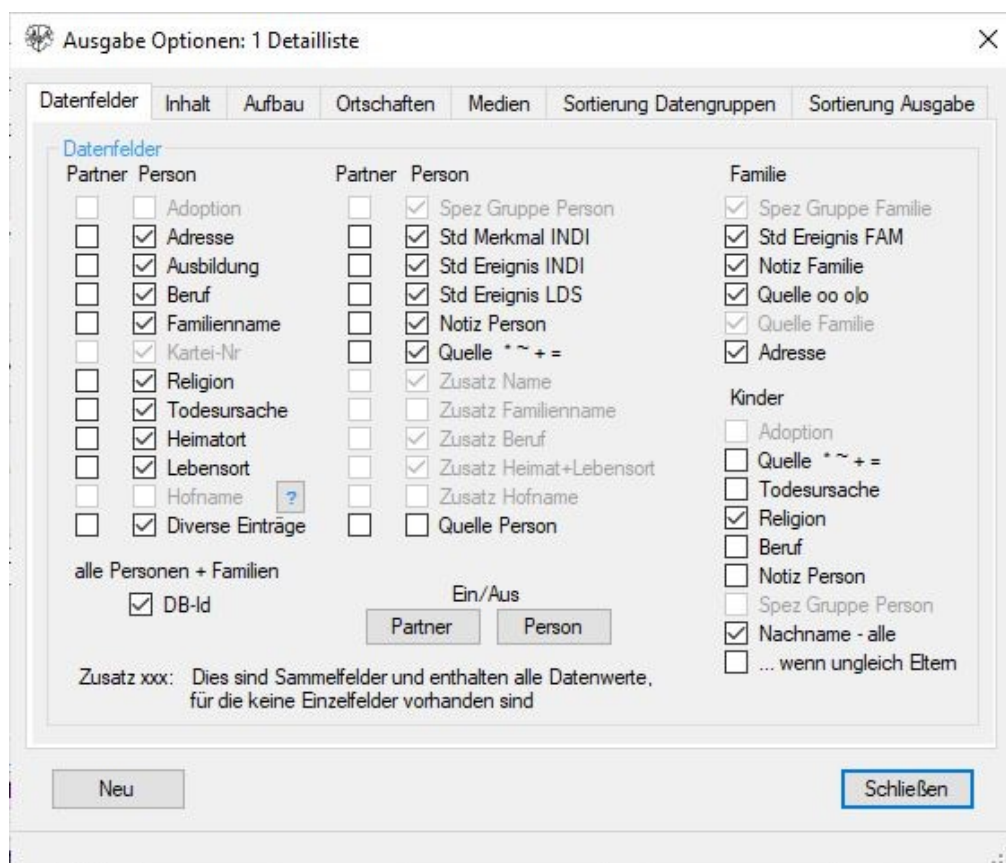 Ausgabe Optionen: 1 Detailliste
Datenfelder Inhalt Aufbau Ortschaften Medien Sortierung Datengruppen Sortierung Ausgabe
Datenfelder
Partner Person
Adoption
Adresse
Ausbildung
Beruf
Familienname
Kartei-Nr
Religion
Todesursache
Heimatort
Lebensort
Hofname ?
Diverse Einträge
alle Personen + Familien
DB-Id
Partner Person
Spez Gruppe Person
Std Merkmal INDI
Std Ereignis INDI
Std Ereignis LDS
Notiz Person
Quelle * ~ + =
Zusatz Name
Zusatz Familienname
Zusatz Beruf
Zusatz Heimat+Lebensort
Zusatz Hofname
Quelle Person
Ein/Aus
Partner Person
Familie
Spez Gruppe Familie
Std Ereignis FAM
Notiz Familie
Quelle oo o|o
Quelle Familie
Adresse
Kinder
Adoption
Quelle * ~ + =
Todesursache
Religion
Beruf
Notiz Person
Spez Gruppe Person
Nachname - alle
... wenn ungleich Eltern
Zusatz xxx: Dies sind Sammelfelder und enthalten alle Datenwerte,
für die keine Einzelfelder vorhanden sind
Neu Schließen